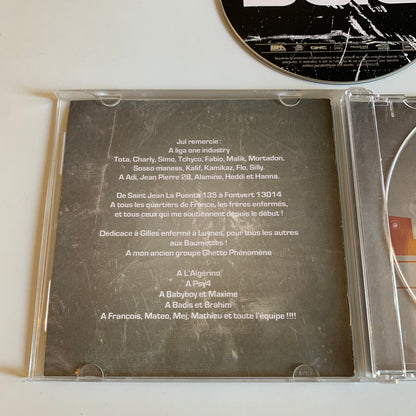 Jul remercie :
A liga one industry
Tota, Charly, Simo, Tchyco, Fabio, Malik, Mortadon,
Sosso maness, Kalif, Kamikaz, Flo, Silly.
A Adi, Jean Pierre 28, Alamine, Heddi et Hanna.
De Saint Jean La Puenta 135 à Fontvert 13014
A tous les quartiers de France, les frères enfermés,
et tous ceux qui me soutiennent depuis le début !
Dédicace à Gilles enfermé à Luynes, pour tous les autres
aux Baumettes !
A mon ancien groupe Ghetto Phénomène
A L'Algérino
A Psy4
A Babyboy et Maxime
A Badis et Brahim
A François, Mateo, Mej, Mathieu et toute l'équipe !!!!